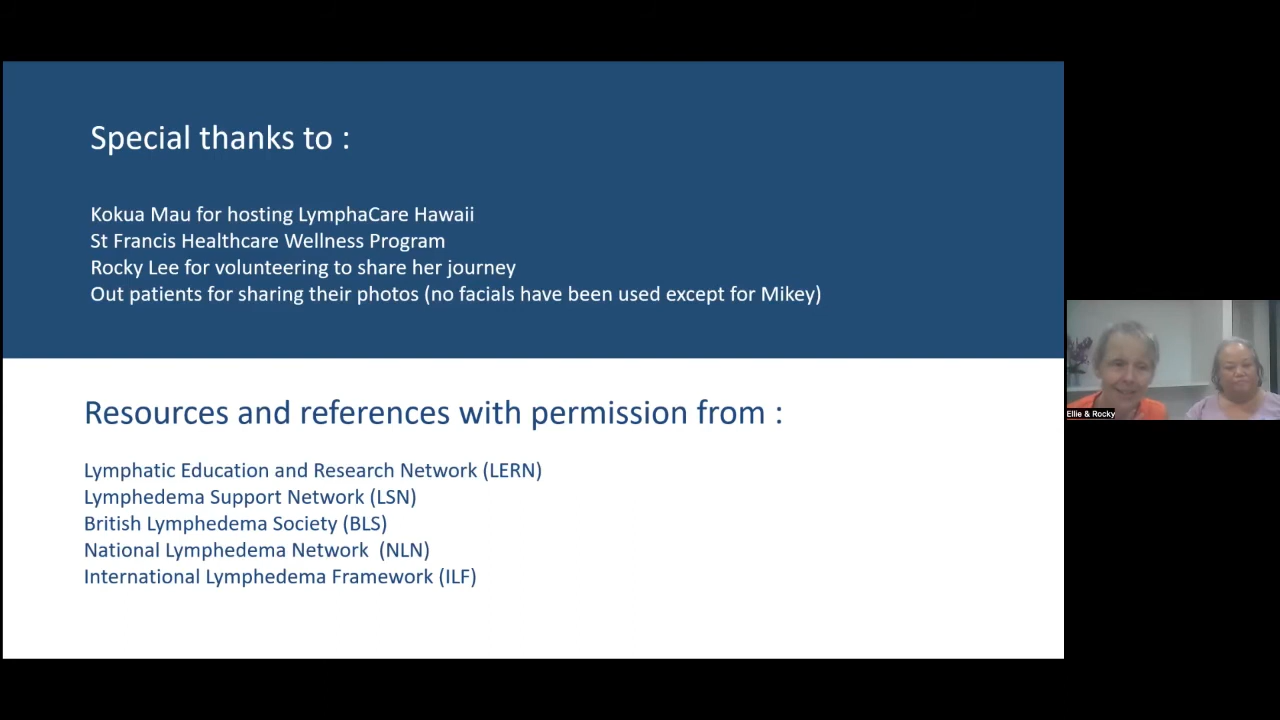 Special thanks to :
Kokua Mau for hosting LymphaCare Hawaii
St Francis Healthcare Wellness Program
Rocky Lee for volunteering to share her journey
Out patients for sharing their photos (no facials have been used except for Mikey)
Resources and references with permission from :
Lymphatic Education and Research Network (LERN)
Lymphedema Support Network (LSN)
British Lymphedema Society (BLS)
National Lymphedema Network (NLN)
International Lymphedema Framework (ILF)
Ellie & Rocky